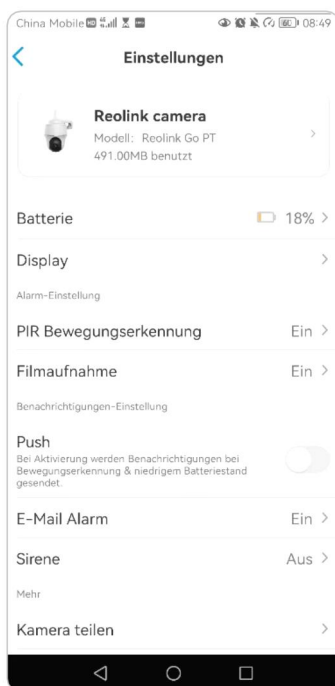 China Mobile HD 08:49
Einstellungen
Reolink camera
Modell: Reolink Go PT
491.00MB benutzt
Batterie 18%
Display
Alarm-Einstellung
PIR Bewegungserkennung Ein
Filmaufnahme Ein
Benachrichtigungen-Einstellung
Push
Bei Aktivierung werden Benachrichtigungen bei
Bewegungserkennung & niedrigem Batteriestand
gesendet.
E-Mail Alarm Ein
Sirene Aus
Mehr
Kamera teilen